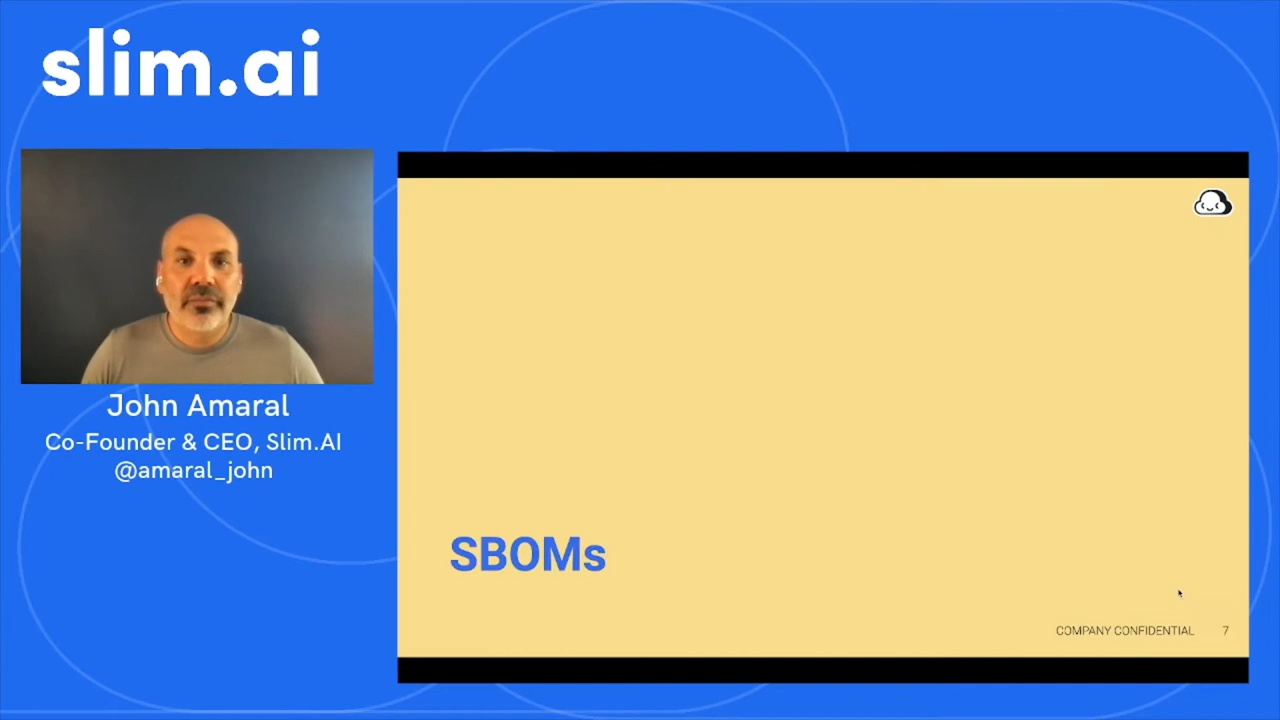 slim.ai
John Amaral
Co-Founder & CEO, Slim.AI
@amaral_john
SBOMs
COMPANY CONFIDENTIAL 7